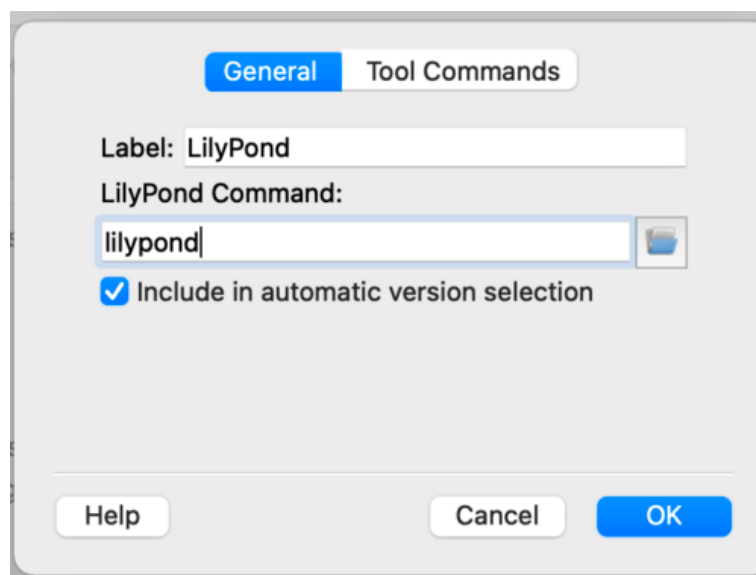 General Tool Commands
Label: LilyPond
LilyPond Command:
lilypond
Include in automatic version selection
Help Cancel OK